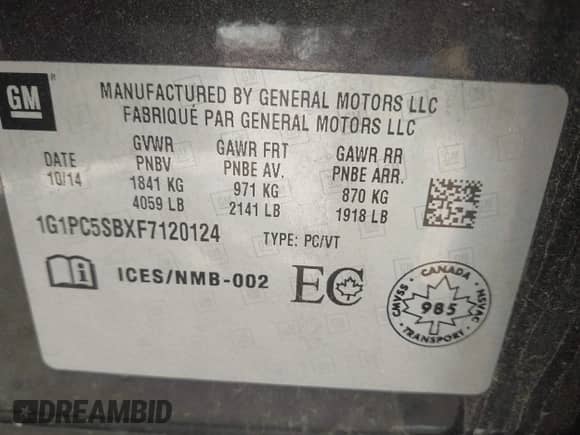 GM
MANUFACTURED BY GENERAL MOTORS LLC
FABRIQUÉ PAR GENERAL MOTORS LLC
DATE
10/14
GVWR
PNBV
1841 KG
4059 LB
GAWR FRT
PNBE AV.
971 KG
2141 LB
GAWR RR
PNBE ARR.
870 KG
1918 LB
1G1PC5SBXF7120124 TYPE: PC/VT
i ICES/NMB-002 EC
CANADA
CMVSS 985 NSVAC
TRANSPORT
DREAMBID